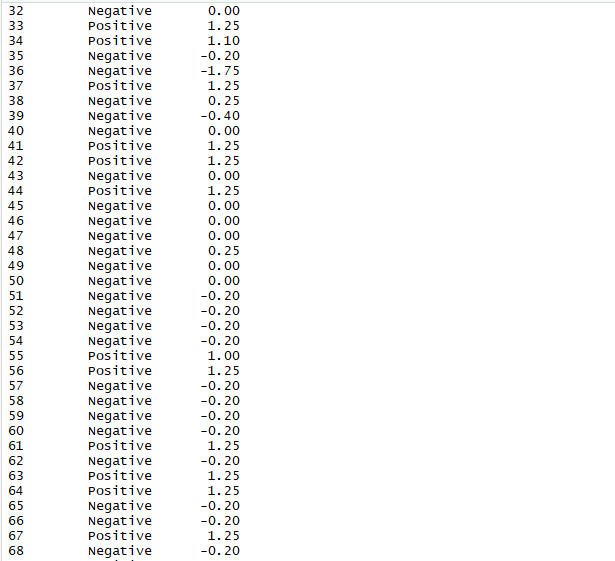 32 Negative 0.00
33 Positive 1.25
34 Positive 1.10
35 Negative -0.20
36 Negative -1.75
37 Positive 1.25
38 Negative 0.25
39 Negative -0.40
40 Negative 0.00
41 Positive 1.25
42 Positive 1.25
43 Negative 0.00
44 Positive 1.25
45 Negative 0.00
46 Negative 0.00
47 Negative 0.00
48 Negative 0.25
49 Negative 0.00
50 Negative 0.00
51 Negative -0.20
52 Negative -0.20
53 Negative -0.20
54 Negative -0.20
55 Positive 1.00
56 Positive 1.25
57 Negative -0.20
58 Negative -0.20
59 Negative -0.20
60 Negative -0.20
61 Positive 1.25
62 Negative -0.20
63 Positive 1.25
64 Positive 1.25
65 Negative -0.20
66 Negative -0.20
67 Positive 1.25
68 Negative -0.20